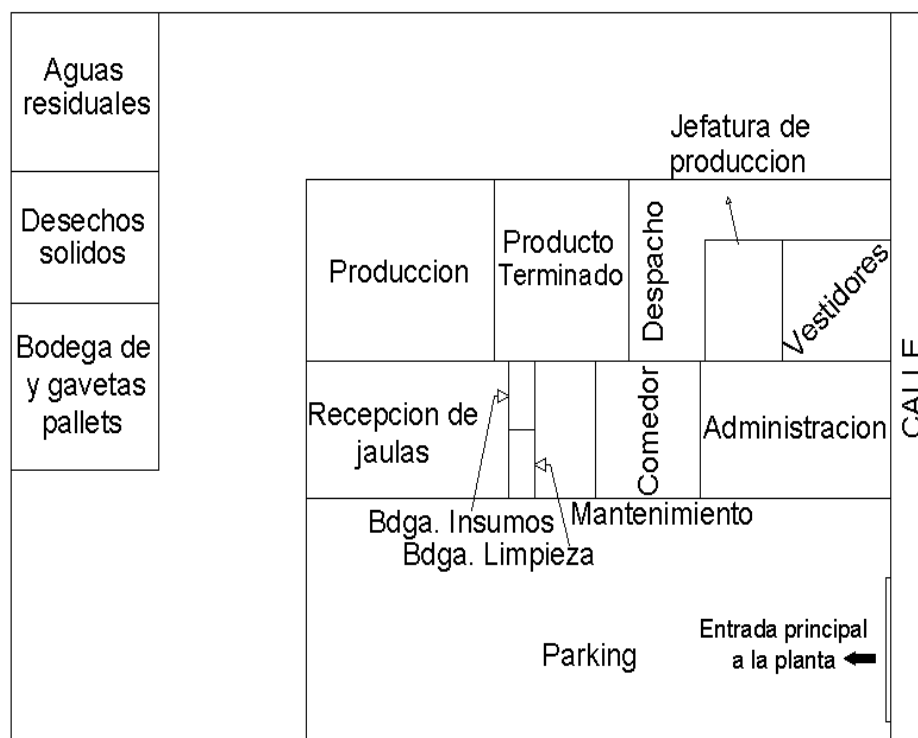 Aguas
residuales
Desechos
solidos
Bodega de
y gavetas
pallets
Jefatura de
produccion
Produccion
Producto
Terminado
Despacho
Vestidores
Recepcion de
jaulas
Comedor
Administracion
CALLE
Bdga. Insumos
Mantenimiento
Bdga. Limpieza
Parking
Entrada principal
a la planta